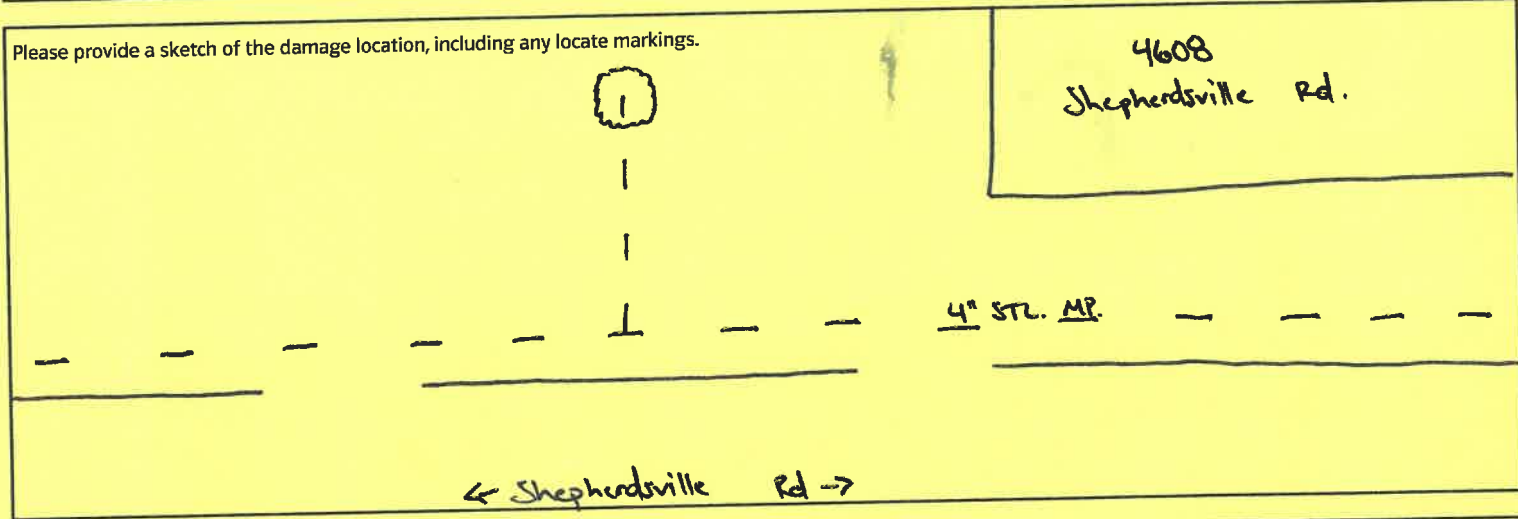 Please provide a sketch of the damage location, including any locate markings.
4608
Shepherdsville Rd.
4" STL. MP.
← Shepherdsville Rd →